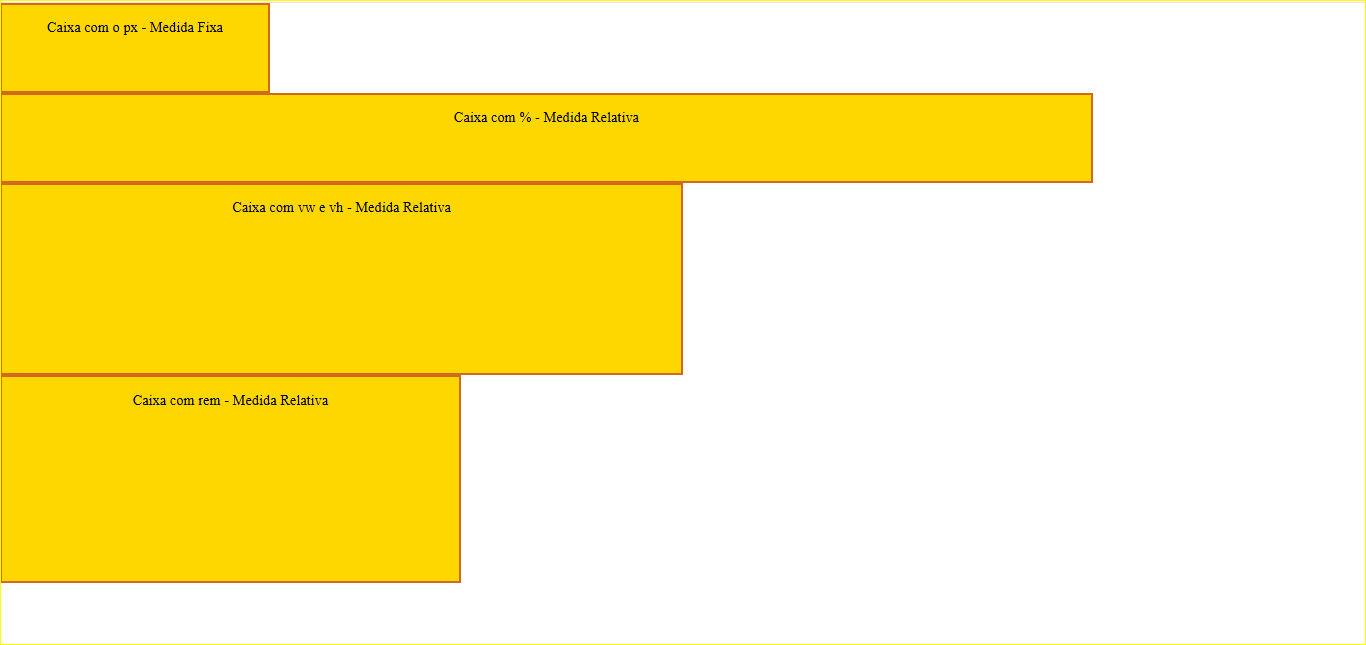 Caixa com o px - Medida Fixa
Caixa com % - Medida Relativa
Caixa com vw e vh - Medida Relativa
Caixa com rem - Medida Relativa